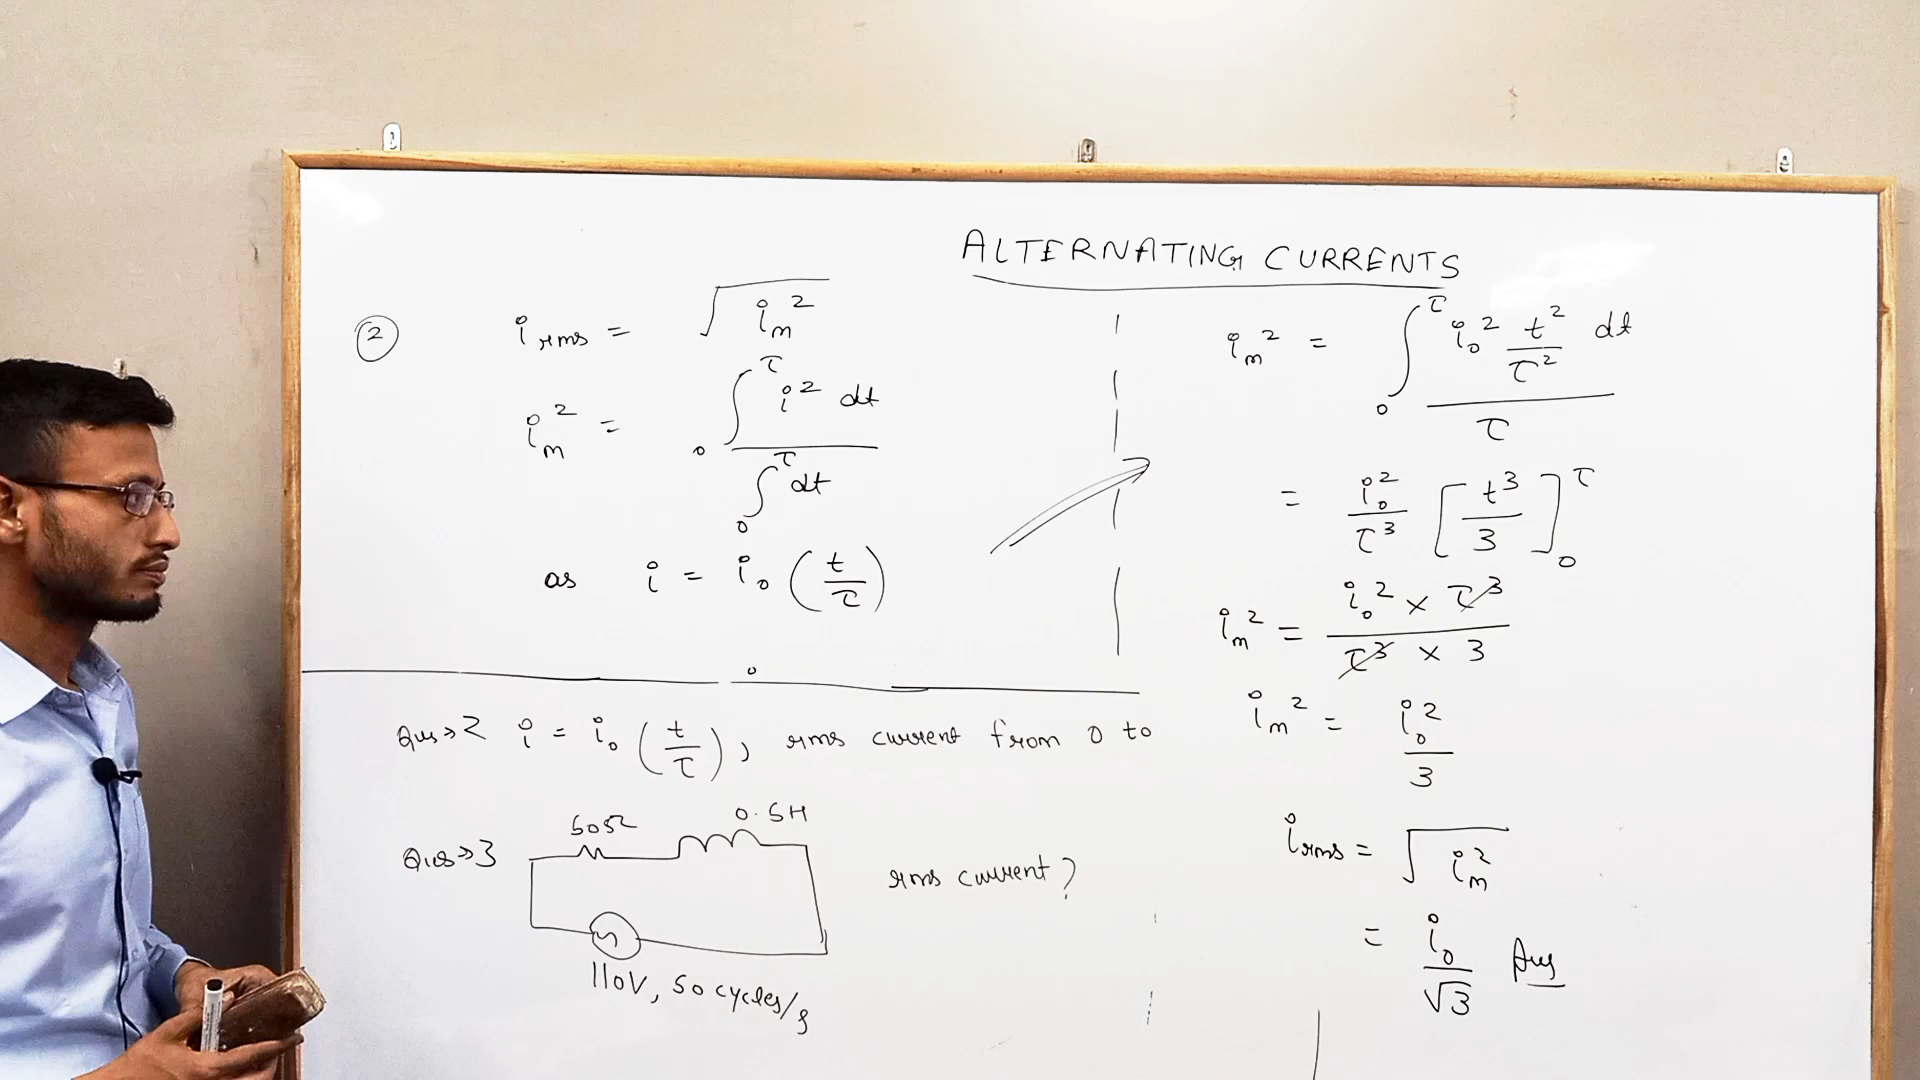 ALTERNATING CURRENTS
② i rms = √(i_m²)
i_m² = ∫₀^τ i² dt / ∫₀^τ dt
as i = i₀ (t/τ)
Ques→2 i = i₀ (t/τ), rms current from 0 to
Ques→3 50Ω 0.5H
rms current?
110V, 50 cycles/s
i_m² = ∫₀^τ i₀² t²/τ² dt / τ
= i₀²/τ³ [t³/3]₀^τ
i_m² = i₀² × τ³ / τ³ × 3
i_m² = i₀²/3
i rms = √(i_m²)
= i₀/√3 Ans